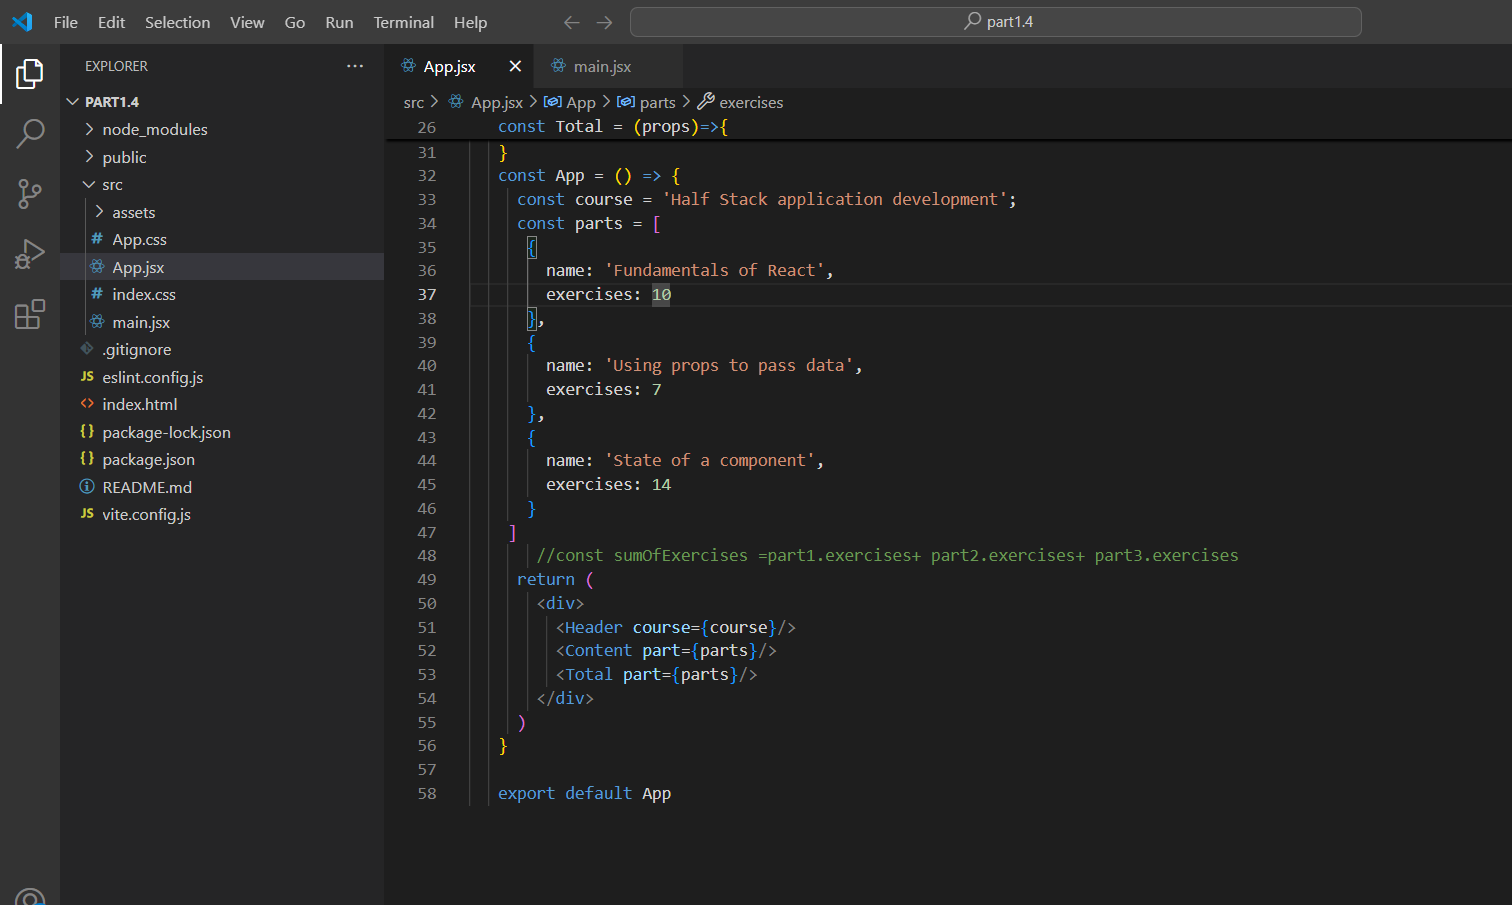 File Edit Selection View Go Run Terminal Help
part1.4
EXPLORER
PART1.4
node_modules
public
src
assets
# App.css
App.jsx
# index.css
main.jsx
.gitignore
JS eslint.config.js
<> index.html
{} package-lock.json
{} package.json
README.md
JS vite.config.js
App.jsx
main.jsx
src > App.jsx > App > parts > exercises
26 const Total = (props)=>{
31 }
32 const App = () => {
33 const course = 'Half Stack application development';
34 const parts = [
35 {
36 name: 'Fundamentals of React',
37 exercises: 10
38 },
39 {
40 name: 'Using props to pass data',
41 exercises: 7
42 },
43 {
44 name: 'State of a component',
45 exercises: 14
46 }
47 ]
48 //const sumOfExercises =part1.exercises+ part2.exercises+ part3.exercises
49 return (
50 <div>
51 <Header course={course}/>
52 <Content part={parts}/>
53 <Total part={parts}/>
54 </div>
55 )
56 }
57
58 export default App